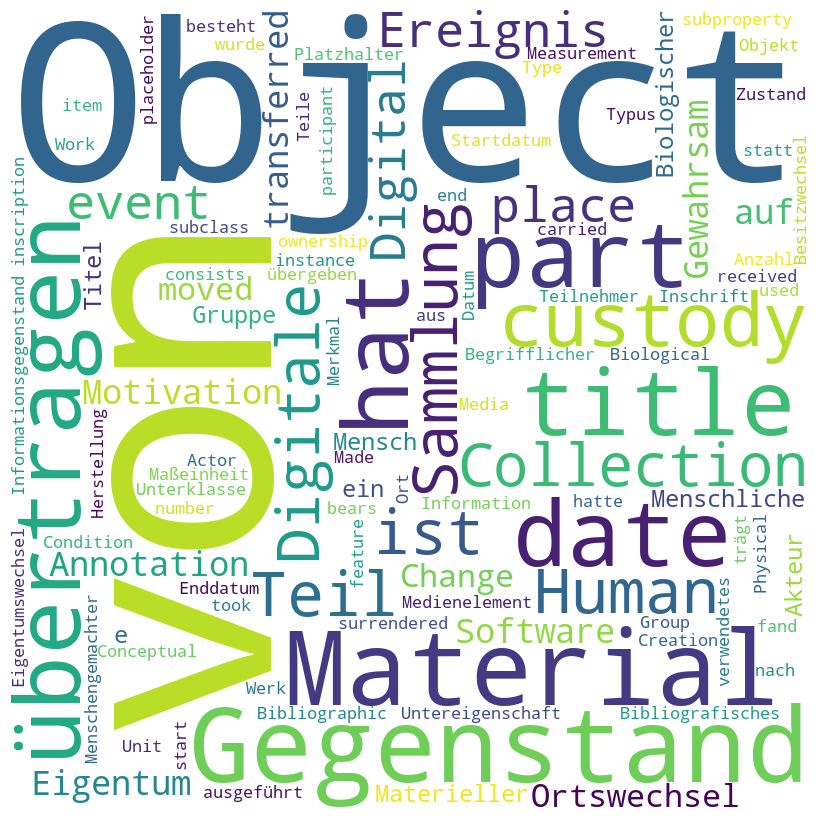 Object
von
Gegenstand
Material
title
date
übertragen
part
hat
custody
Collection
Sammlung
Human
Teil
ist
place
Ereignis
Digital
Digitale
event
transferred
Gewahrsam
Biologischer
auf
moved
Motivation
Gruppe
Titel
Annotation
Eigentum
Ortswechsel
Software
Change
Mensch
Menschliche
Akteur
Materieller
ein
e
besteht
wurde
Platzhalter
placeholder
item
Work
Teile
participant
Measurement
Type
subproperty
Objekt
Zustand
Typus
Startdatum
statt
Besitzwechsel
end
carried
subclass
ownership
instance
consists
übergeben
Merkmal
aus
Datum
Anzahl
received
Teilnehmer
Inschrift
used
Begrifflicher
Biological
Media
Informationsgegenstand
inscription
Herstellung
Actor
Maßeinheit
Unterklasse
number
Made
bears
Ort
Information
hatte
trägt
Physical
feature
Condition
Enddatum
took
Medienelement
surrendered
Group
Creation
verwendetes
fand
nach
Eigentumswechsel
Menschengemachter
Conceptual
Werk
Bibliographic
Untereigenschaft
Bibliografisches
Unit
start
ausgeführt